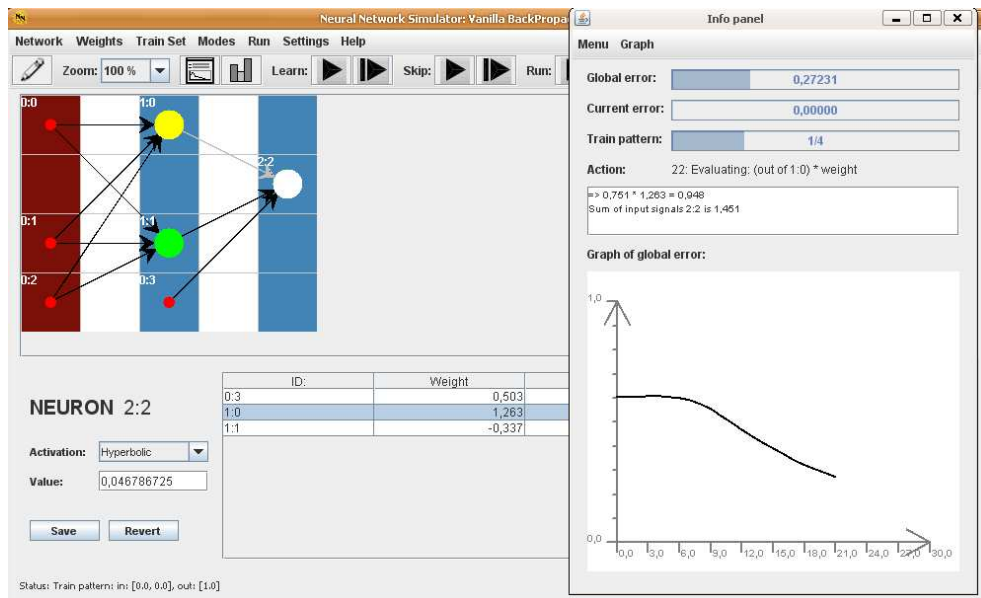 Neural Network Simulator: Vanilla BackPropa
Network Weights Train Set Modes Run Settings Help
Zoom: 100 % Learn: Skip: Run:
0:0 1:0
2:2
0:1 1:1
0:2 0:3
NEURON 2:2
Activation: Hyperbolic
Value: 0,046786725
Save Revert
ID: Weight
0:3 0,503
1:0 1,263
1:1 -0,337
Status: Train pattern: in: [0.0, 0.0], out: [1.0]
Info panel
Menu Graph
Global error: 0,27231
Current error: 0,00000
Train pattern: 1/4
Action: 22: Evaluating: (out of 1:0) * weight
=> 0,751 * 1,263 = 0,948
Sum of input signals 2:2 is 1,451
Graph of global error:
1,0
0,0
0,0 3,0 6,0 9,0 12,0 15,0 18,0 21,0 24,0 27,0 30,0